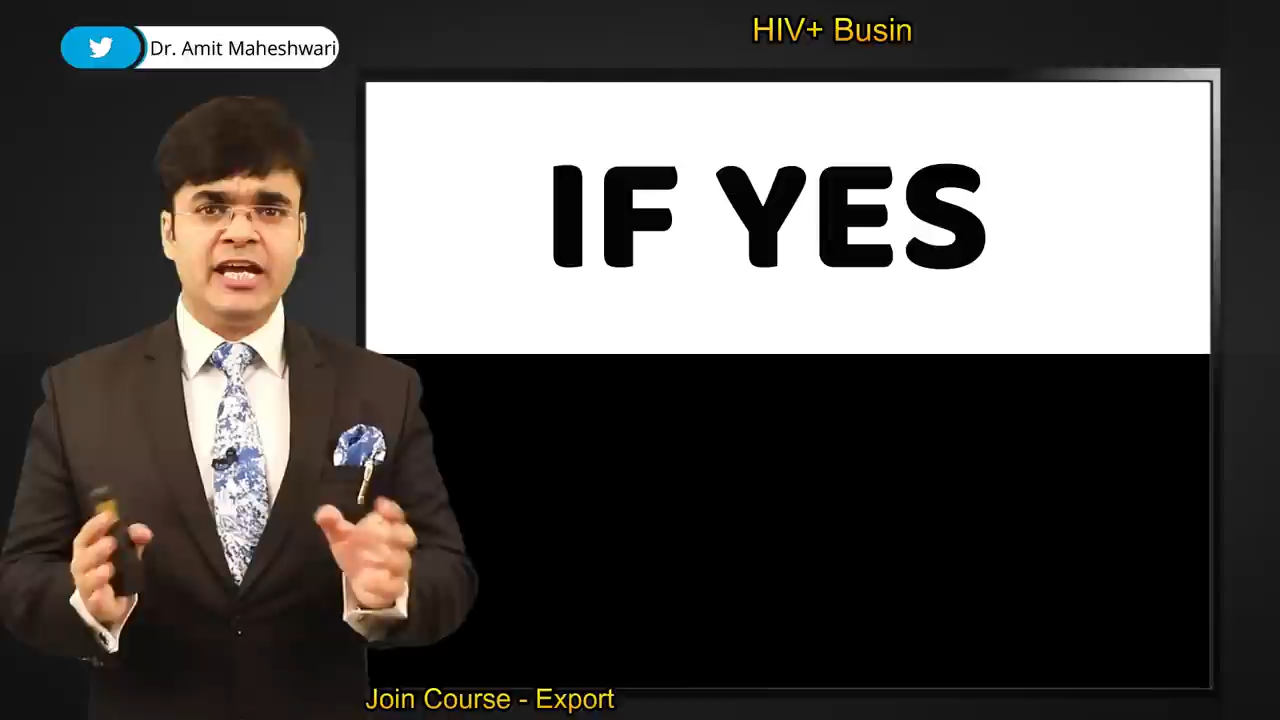 HIV+ Busin
Dr. Amit Maheshwari
IF YES
Join Course - Export